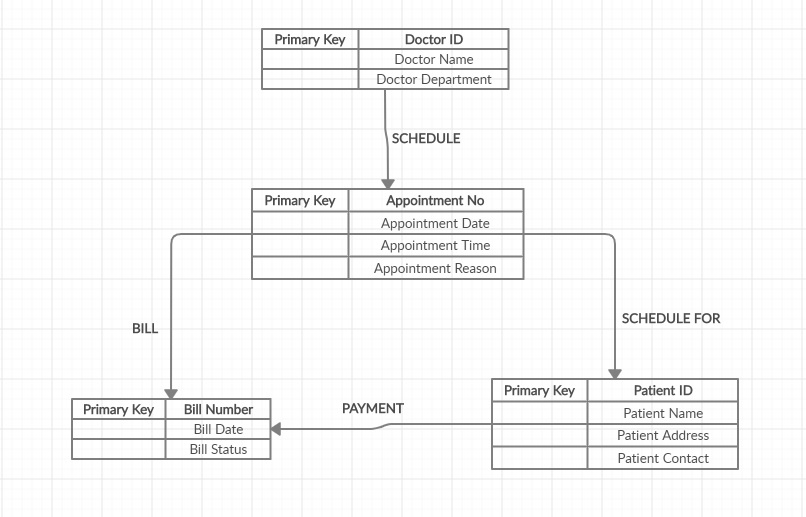 Primary Key Doctor ID
Doctor Name
Doctor Department
SCHEDULE
Primary Key Appointment No
Appointment Date
Appointment Time
Appointment Reason
BILL
SCHEDULE FOR
Primary Key Bill Number
Bill Date
Bill Status
PAYMENT
Primary Key Patient ID
Patient Name
Patient Address
Patient Contact